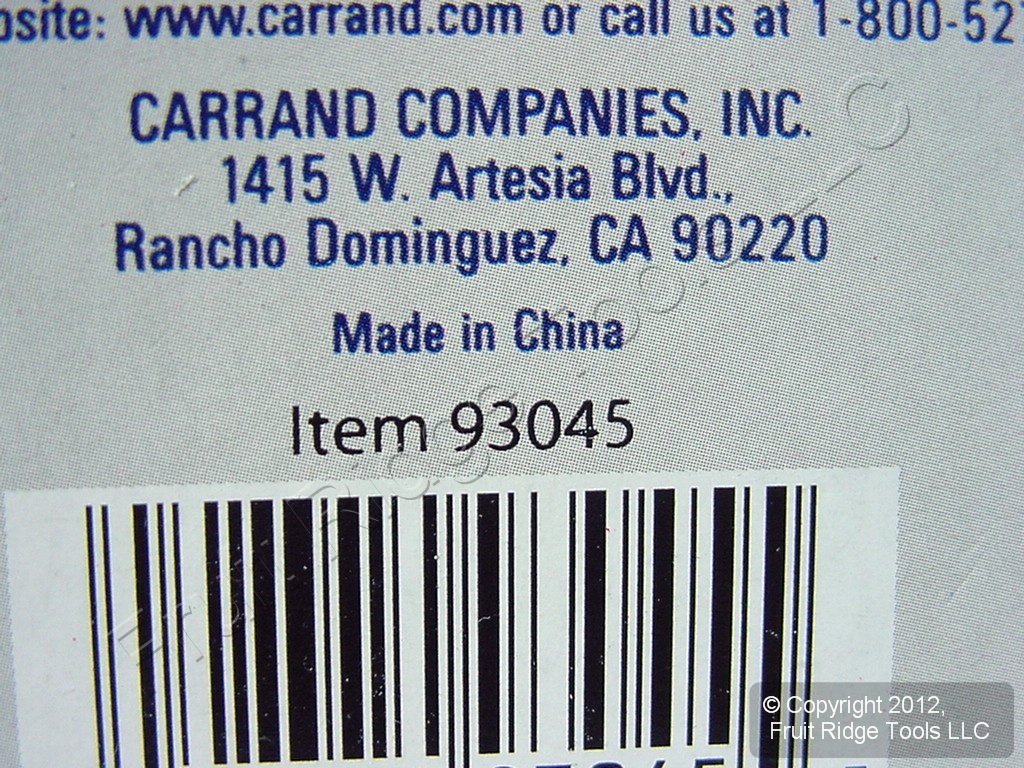 www.carrand.com or call us at 1-800-52
CARRAND COMPANIES, INC.
1415 W. Artesia Blvd.,
Rancho Dominguez, CA 90220
Made in China
Item 93045
© Copyright 2012,
Fruit Ridge Tools LLC